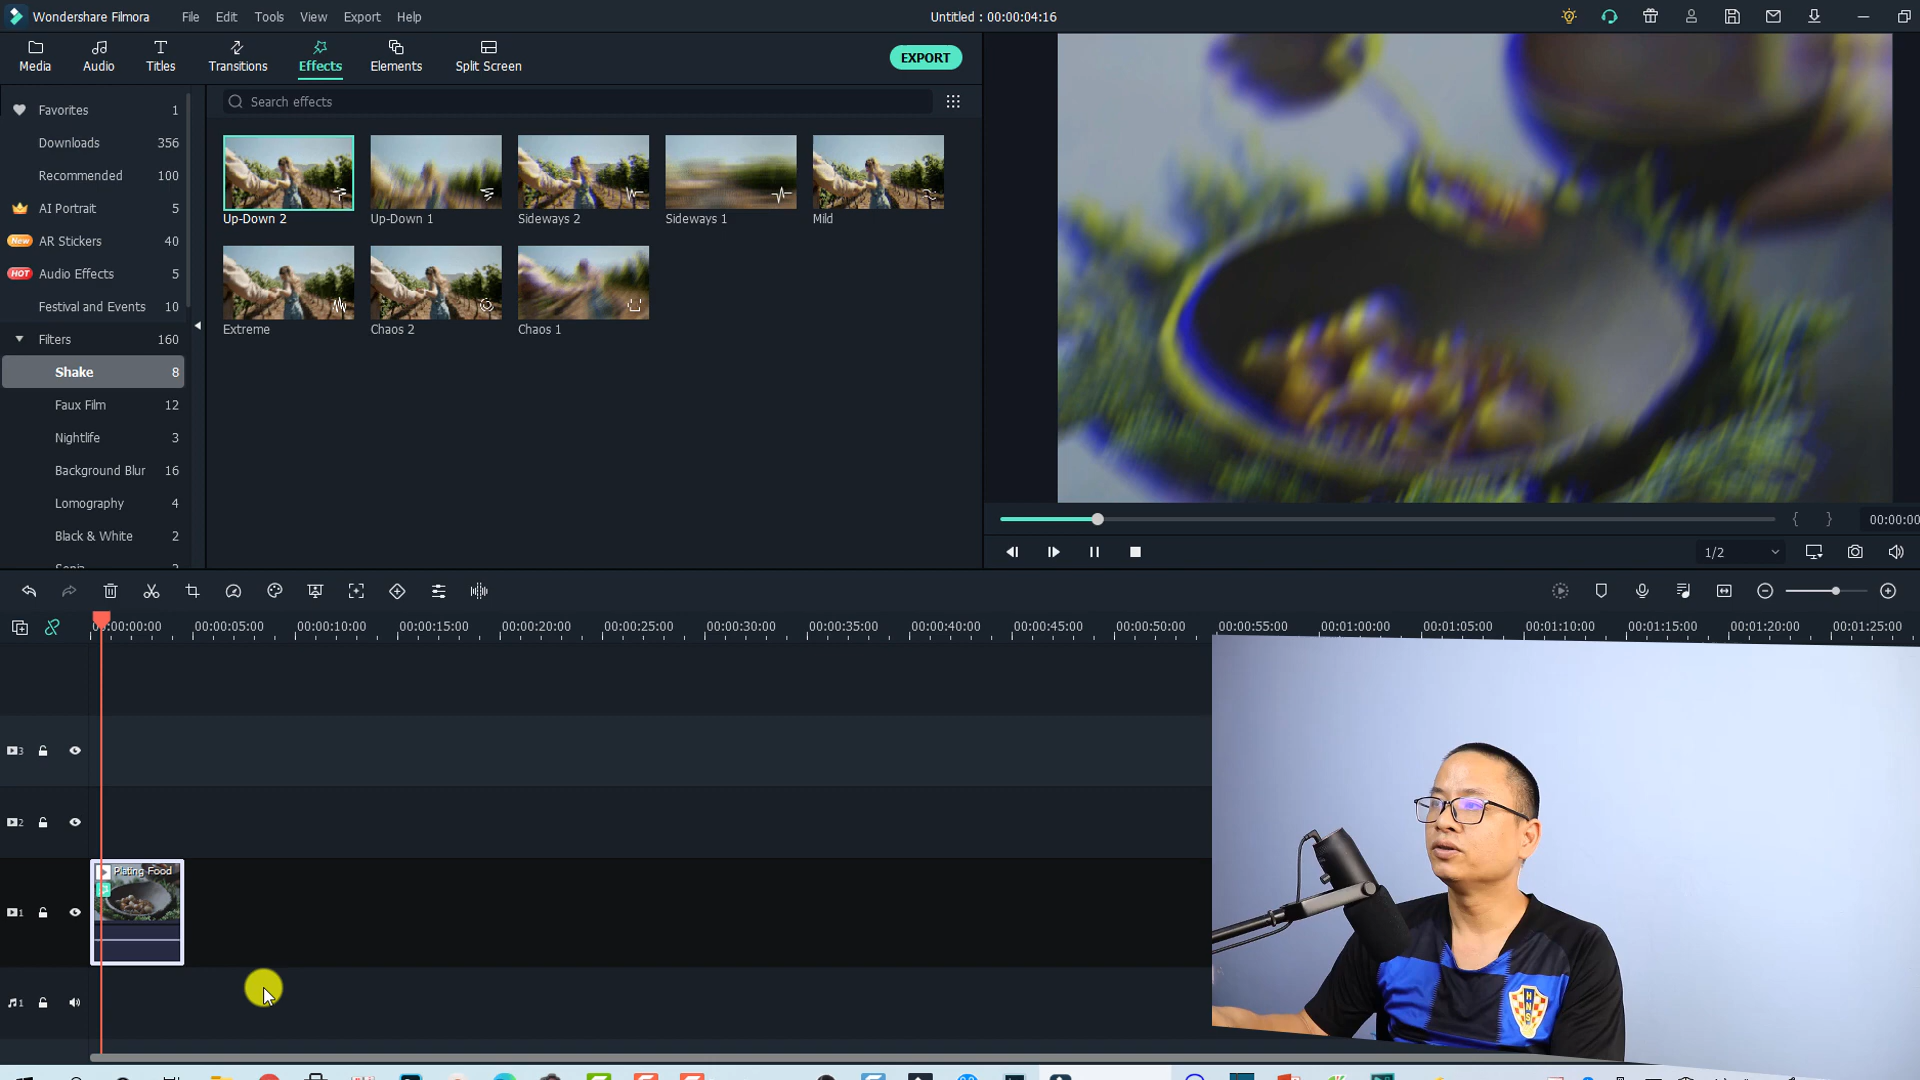 Wondershare Filmora File Edit Tools View Export Help Untitled : 00:00:04:16
Media Audio Titles Transitions Effects Elements Split Screen EXPORT
Search effects
Favorites 1
Downloads 356
Recommended 100
AI Portrait 5
New AR Stickers 40
HOT Audio Effects 5
Festival and Events 10
Filters 160
Shake 8
Faux Film 12
Nightlife 3
Background Blur 16
Lomography 4
Black & White 2
Up-Down 2 Up-Down 1 Sideways 2 Sideways 1 Mild
Extreme Chaos 2 Chaos 1
{ } 00:00:00
1/2
00:00:00:00 00:00:05:00 00:00:10:00 00:00:15:00 00:00:20:00 00:00:25:00 00:00:30:00 00:00:35:00 00:00:40:00 00:00:45:00 00:00:50:00 00:00:55:00 00:01:00:00 00:01:05:00 00:01:10:00 00:01:15:00 00:01:20:00 00:01:25:00
3
2
Plating Food
1
1
HNS